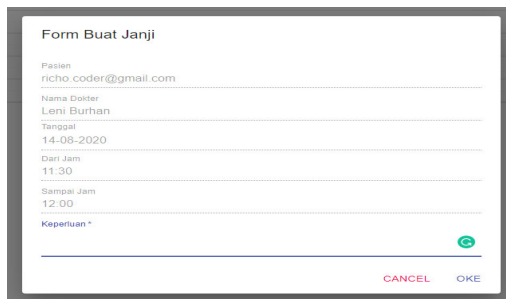 Form Buat Janji
Pasien
richo.coder@gmail.com
Nama Dokter
Leni Burhan
Tanggal
14-08-2020
Dari Jam
11:30
Sampai Jam
12:00
Keperluan *
CANCEL OKE